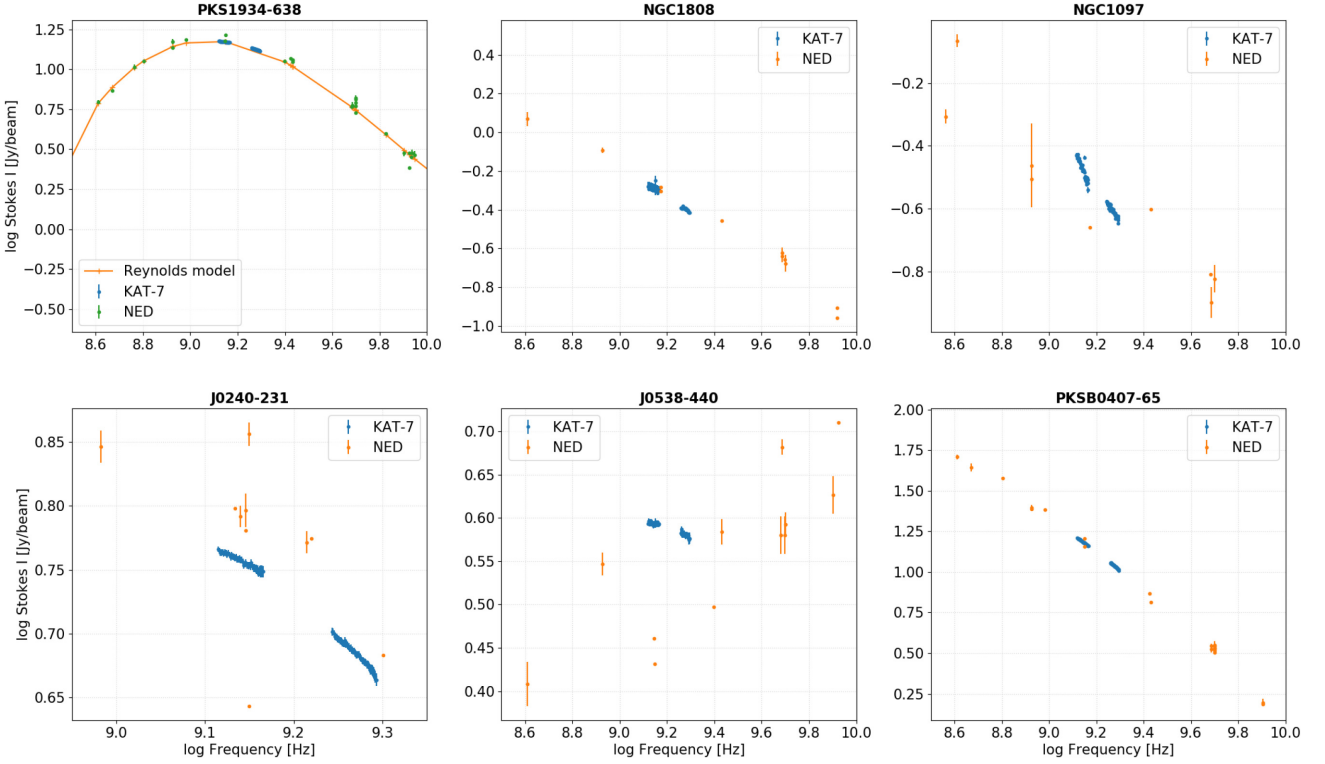 PKS1934-638
NGC1808
NGC1097
1.25
1.00
0.75
0.50
0.25
0.00
−0.25
−0.50
log Stokes I [Jy/beam]
Reynolds model
KAT-7
NED
8.6 8.8 9.0 9.2 9.4 9.6 9.8 10.0
0.4
0.2
0.0
−0.2
−0.4
−0.6
−0.8
−1.0
KAT-7
NED
8.6 8.8 9.0 9.2 9.4 9.6 9.8 10.0
−0.2
−0.4
−0.6
−0.8
KAT-7
NED
8.6 8.8 9.0 9.2 9.4 9.6 9.8 10.0
J0240-231
J0538-440
PKSB0407-65
0.85
0.80
0.75
0.70
0.65
log Stokes I [Jy/beam]
KAT-7
NED
9.0 9.1 9.2 9.3
log Frequency [Hz]
0.70
0.65
0.60
0.55
0.50
0.45
0.40
KAT-7
NED
8.6 8.8 9.0 9.2 9.4 9.6 9.8 10.0
log Frequency [Hz]
2.00
1.75
1.50
1.25
1.00
0.75
0.50
0.25
KAT-7
NED
8.6 8.8 9.0 9.2 9.4 9.6 9.8 10.0
log Frequency [Hz]